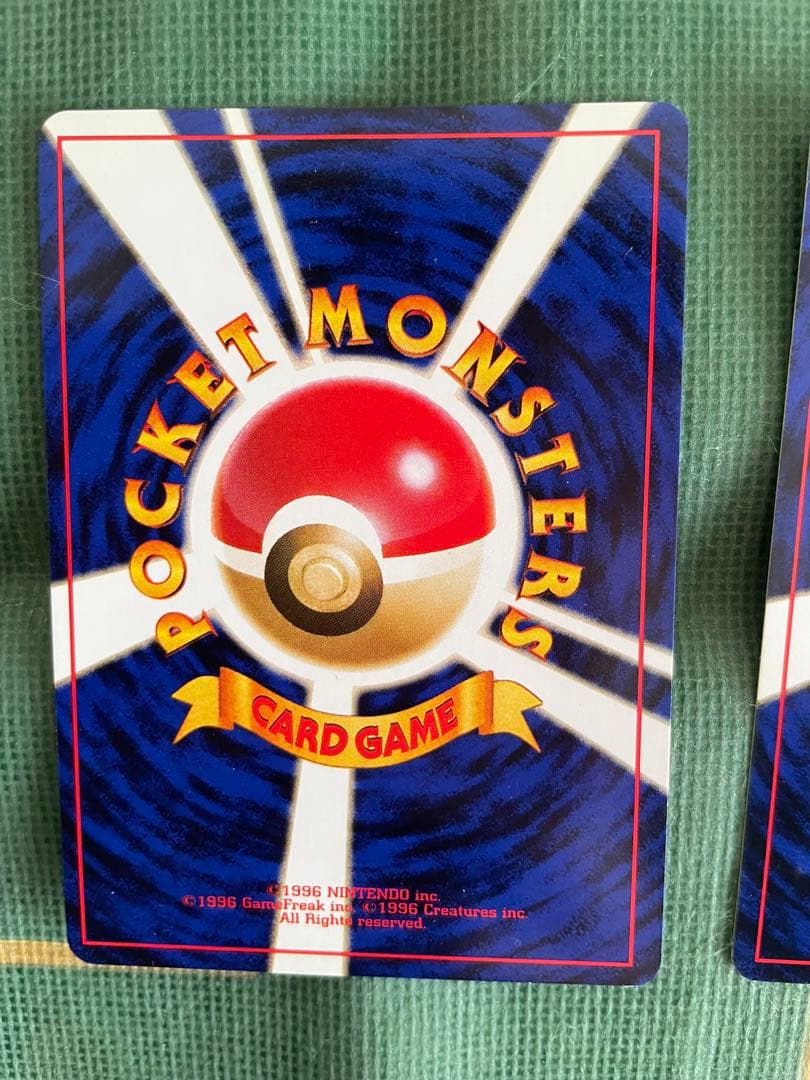 POCKET MONSTERS
CARD GAME
©1996 NINTENDO inc.
©1996 GameFreak inc. ©1996 Creatures inc.
All Rights reserved.